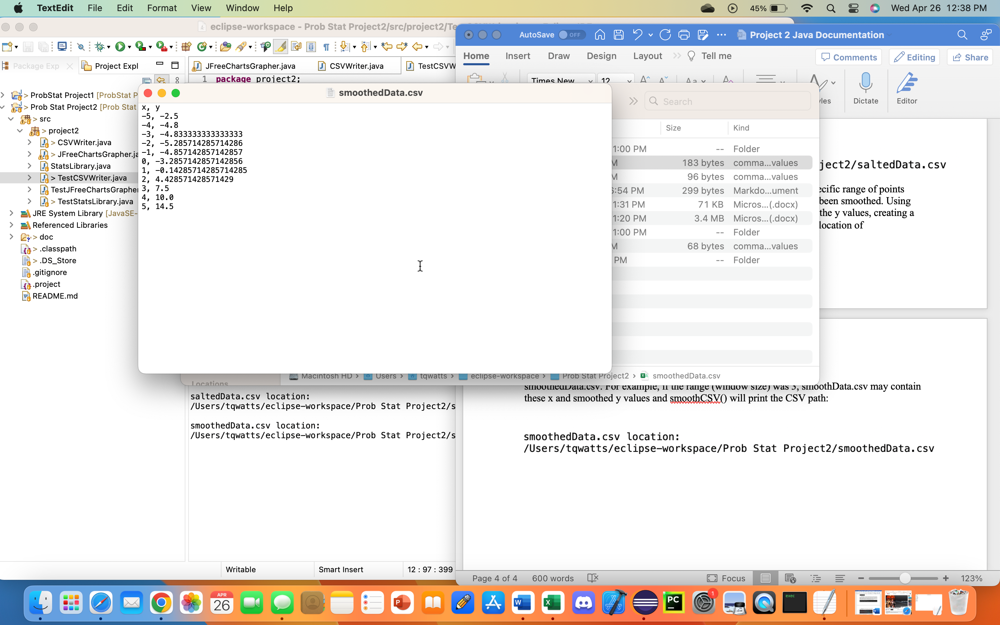 TextEdit File Edit Format View Window Help 45% Wed Apr 26 12:38 PM
eclipse-workspace - Prob Stat Project2/src/project2/Te
AutoSave OFF Project 2 Java Documentation
Home Insert Draw Design Layout Tell me Comments Editing Share
Package Exp Project Expl JFreeChartsGrapher.java CSVWriter.java TestCSVW
1 package project2;
Times New 12
Dictate Editor
> ProbStat Project1 [ProbStat P
> Prob Stat Project2 [Prob Stat
> src
> project2
> CSVWriter.java
> JFreeChartsGrapher.ja
StatsLibrary.java
> TestCSVWriter.java
TestJFreeChartsGrapher
> TestStatsLibrary.java
JRE System Library [JavaSE-
Referenced Libraries
> doc
> .classpath
> .DS_Store
.gitignore
.project
README.md
smoothedData.csv
x, y
-5, -2.5
-4, -4.8
-3, -4.833333333333333
-2, -5.285714285714286
-1, -4.857142857142857
0, -3.2857142857142856
1, -0.14285714285714285
2, 4.428571428571429
3, 7.5
4, 10.0
5, 14.5
Search
Size Kind
1:00 PM -- Folder
M 183 bytes comma...values
M 96 bytes comma...values
6:54 PM 299 bytes Markdo...ument
1:31 PM 71 KB Micros...(.docx)
1:20 PM 3.4 MB Micros...(.docx)
1:00 PM -- Folder
M 68 bytes comma...values
PM -- Folder
Macintosh HD > Users > tqwatts > eclipse-workspace > Prob Stat Project2 > smoothedData.csv
Locations
ject2/saltedData.csv
ecific range of points
been smoothed. Using
the y values, creating a
location of
smoothedData.csv. For example, if the range (window size) was 3, smoothData.csv may contain
these x and smoothed y values and smoothCSV() will print the CSV path:
smoothedData.csv location:
/Users/tqwatts/eclipse-workspace/Prob Stat Project2/smoothedData.csv
saltedData.csv location:
/Users/tqwatts/eclipse-workspace/Prob Stat Project2/s
smoothedData.csv location:
/Users/tqwatts/eclipse-workspace/Prob Stat Project2/s
Writable Smart Insert 12 : 97 : 399
Page 4 of 4 600 words Focus 123%
APR
26
PC
exec
1